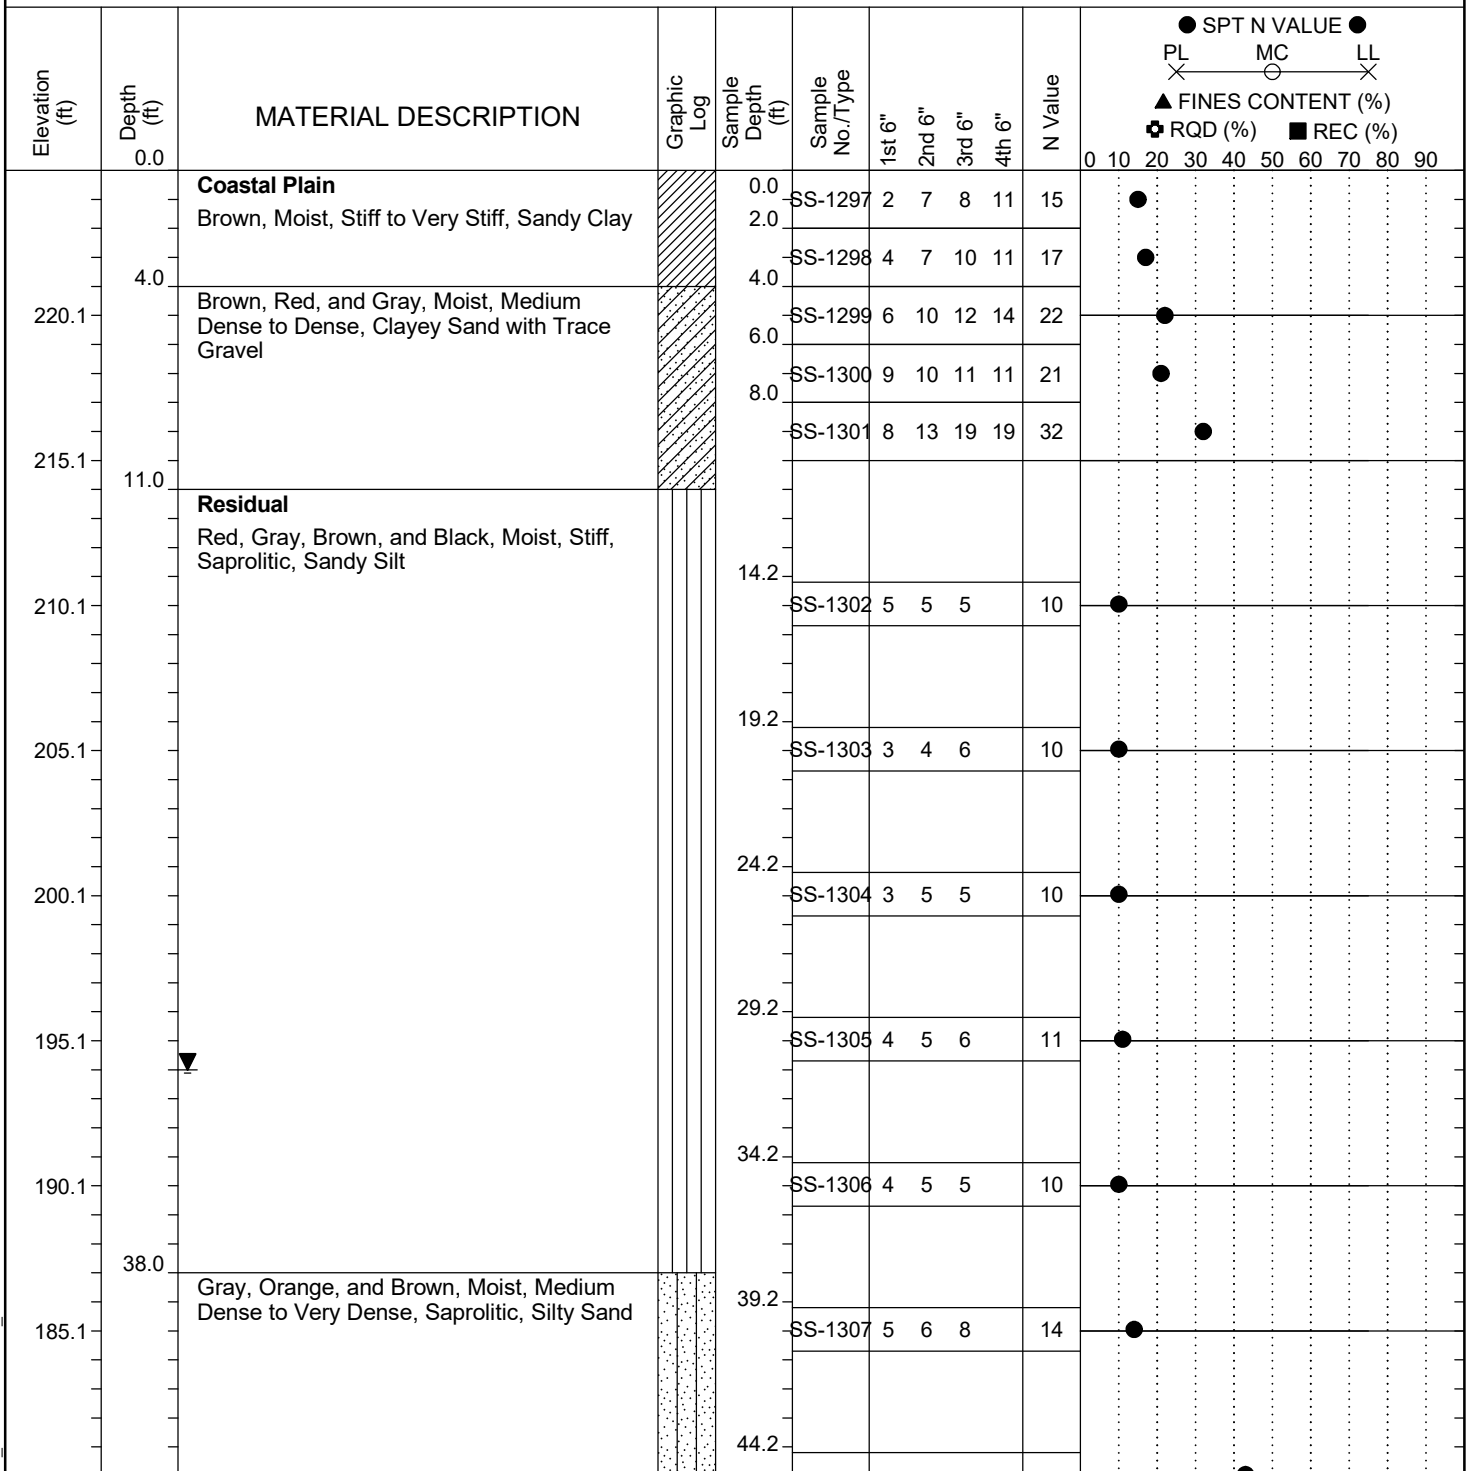 ● SPT N VALUE ●
PL MC LL
▲ FINES CONTENT (%)
RQD (%) ■ REC (%)
Elevation (ft)
Depth (ft)
MATERIAL DESCRIPTION
Graphic Log
Sample Depth (ft)
Sample No./Type
1st 6"
2nd 6"
3rd 6"
4th 6"
N Value
0.0
0 10 20 30 40 50 60 70 80 90
Coastal Plain
0.0
SS-1297 2 7 8 11 15
Brown, Moist, Stiff to Very Stiff, Sandy Clay
2.0
SS-1298 4 7 10 11 17
4.0
4.0
Brown, Red, and Gray, Moist, Medium
Dense to Dense, Clayey Sand with Trace
Gravel
220.1
SS-1299 6 10 12 14 22
6.0
SS-1300 9 10 11 11 21
8.0
SS-1301 8 13 19 19 32
215.1
11.0
Residual
Red, Gray, Brown, and Black, Moist, Stiff,
Saprolitic, Sandy Silt
14.2
210.1 SS-1302 5 5 5 10
19.2
205.1 SS-1303 3 4 6 10
24.2
200.1 SS-1304 3 5 5 10
29.2
195.1 SS-1305 4 5 6 11
34.2
190.1 SS-1306 4 5 5 10
38.0
Gray, Orange, and Brown, Moist, Medium
Dense to Very Dense, Saprolitic, Silty Sand
39.2
185.1 SS-1307 5 6 8 14
44.2